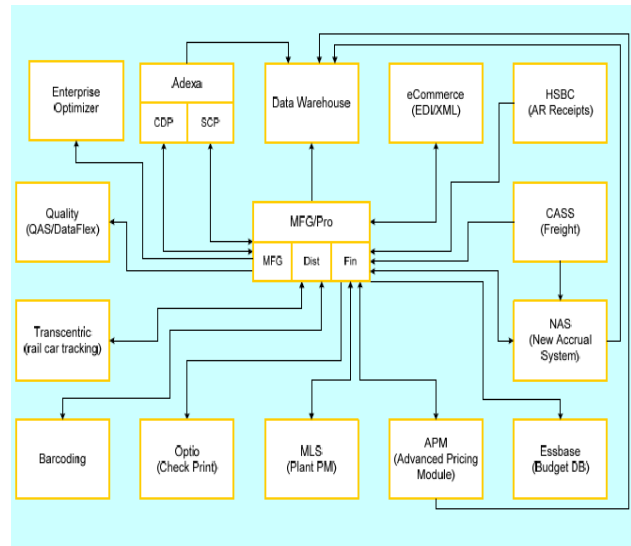 Enterprise
Optimizer
Adexa
CDP
SCP
Data Warehouse
eCommerce
(EDI/XML)
HSBC
(AR Receipts)
Quality
(QAS/DataFlex)
MFG/Pro
MFG
Dist
Fin
CASS
(Freight)
Transcentric
(rail car tracking)
NAS
(New Accrual
System)
Barcoding
Optio
(Check Print)
MLS
(Plant PM)
APM
(Advanced Pricing
Module)
Essbase
(Budget DB)